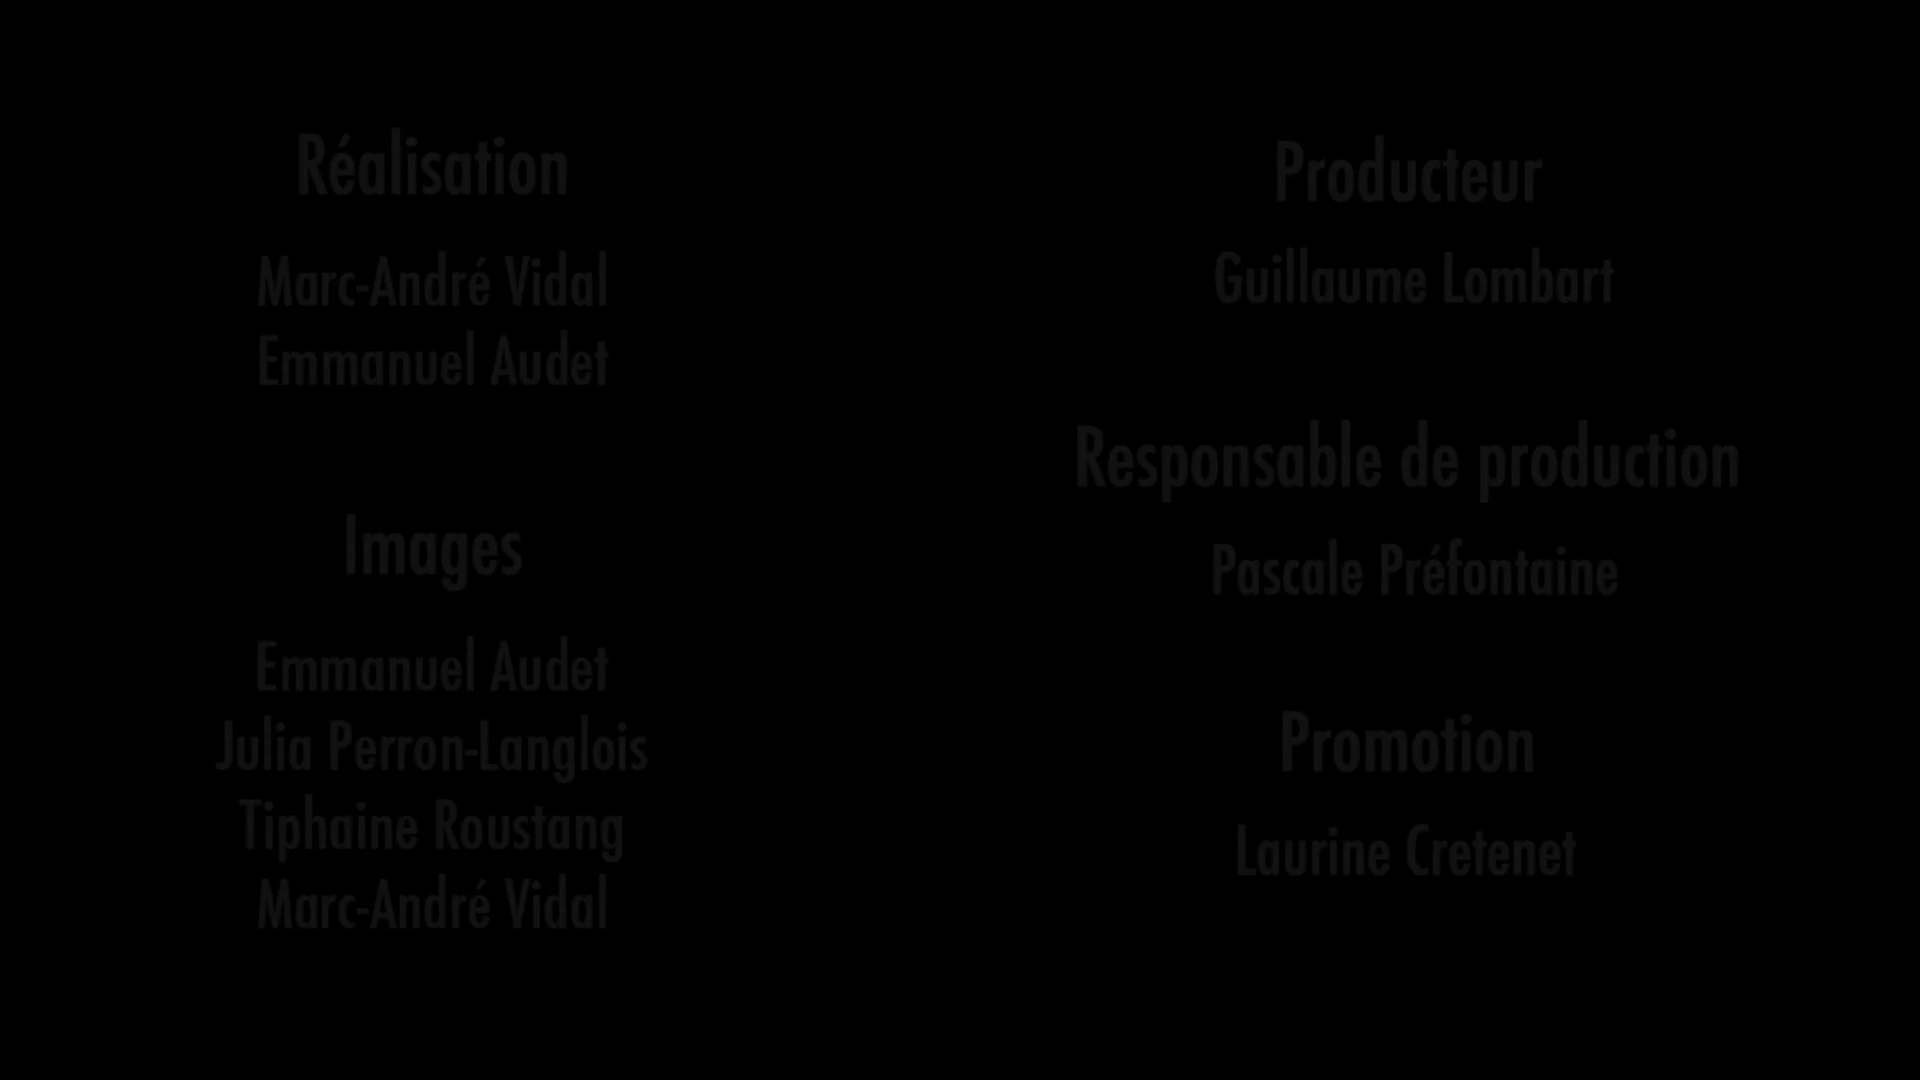 Réalisation
Marc-André Vidal
Emmanuel Audet
Images
Emmanuel Audet
Julia Perron-Langlois
Tiphaine Roustang
Marc-André Vidal
Producteur
Guillaume Lombart
Responsable de production
Pascale Préfontaine
Promotion
Laurine Cretenet